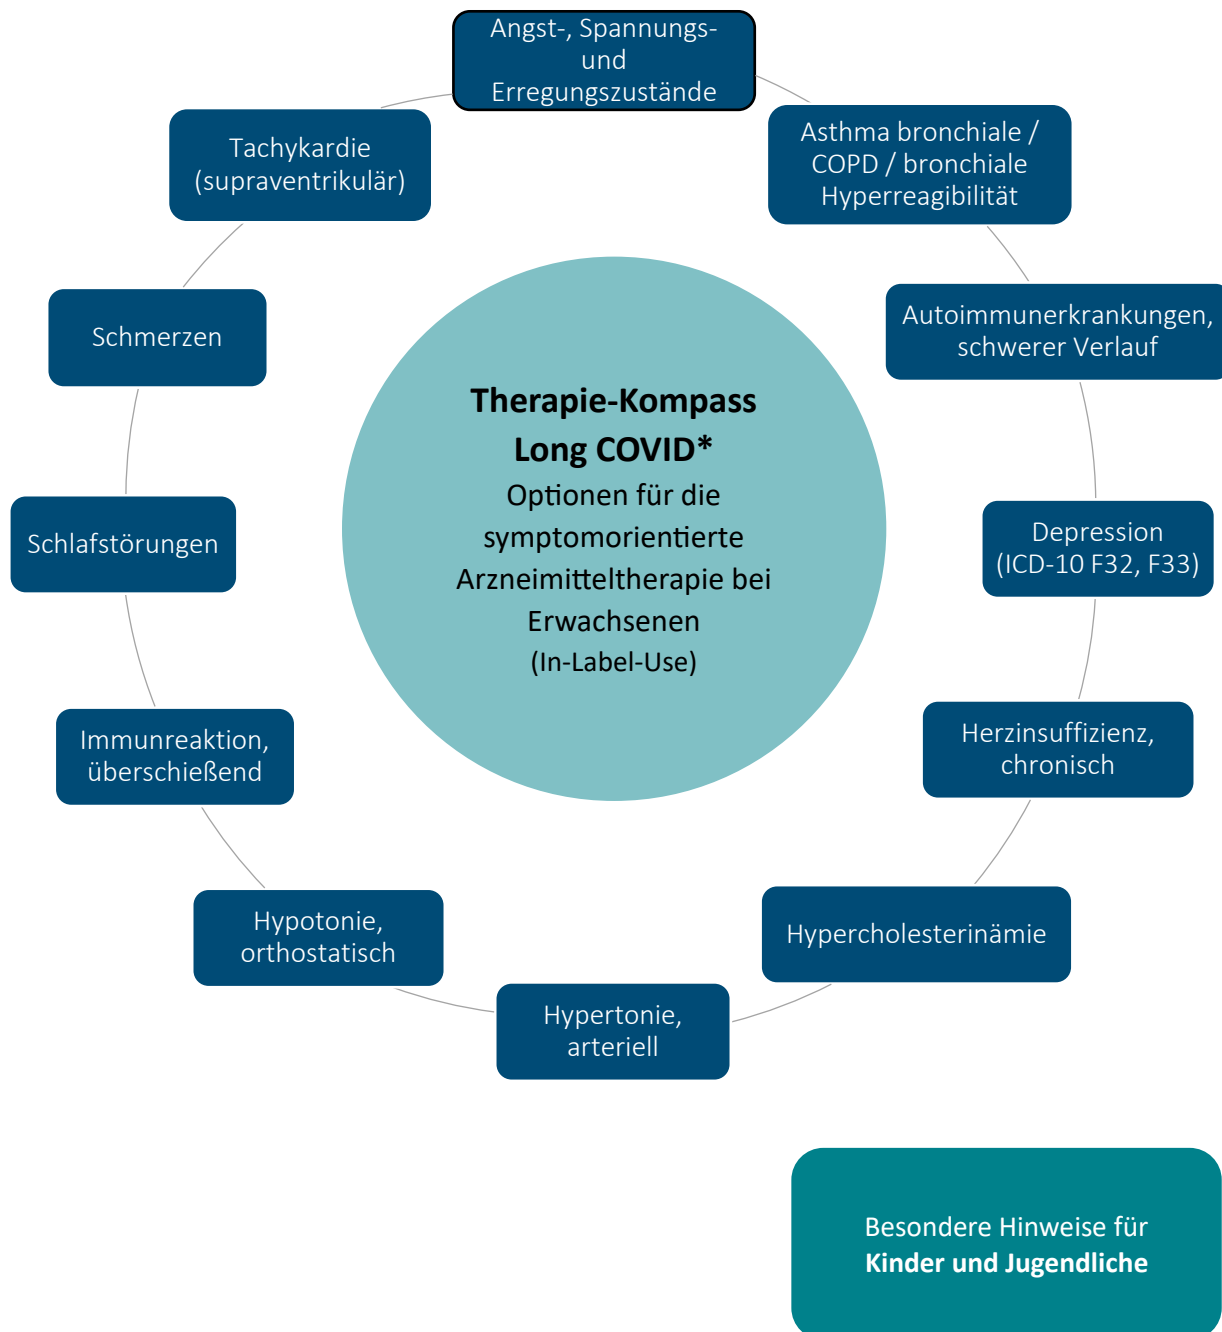 Angst-, Spannungs-
und
Erregungszustände
Asthma bronchiale /
COPD / bronchiale
Hyperreagibilität
Autoimmunerkrankungen,
schwerer Verlauf
Depression
(ICD-10 F32, F33)
Herzinsuffizienz,
chronisch
Hypercholesterinämie
Hypertonie,
arteriell
Hypotonie,
orthostatisch
Immunreaktion,
überschießend
Schlafstörungen
Schmerzen
Tachykardie
(supraventrikulär)
Therapie-Kompass
Long COVID*
Optionen für die
symptomorientierte
Arzneimitteltherapie bei
Erwachsenen
(In-Label-Use)
Besondere Hinweise für
Kinder und Jugendliche